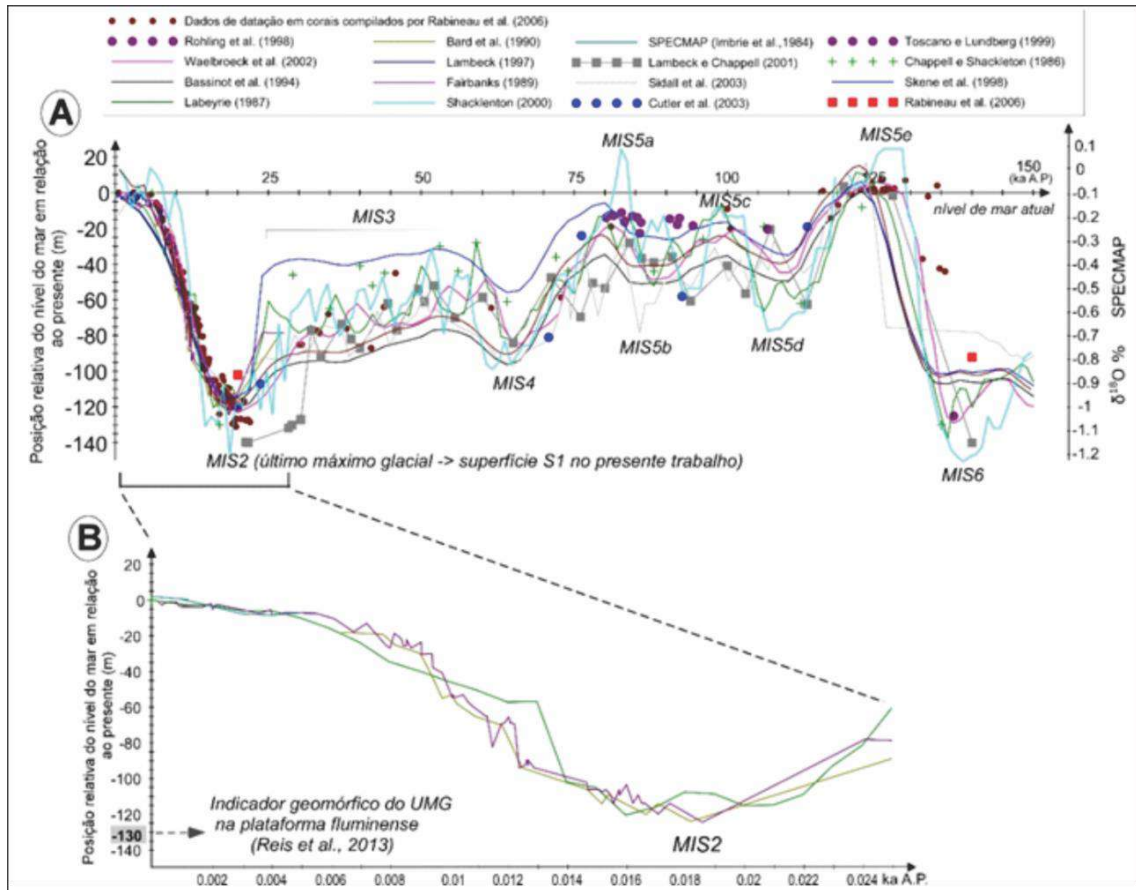 Dados de datação em corais compilados por Rabineau et al. (2006)
Rohling et al. (1998) Bard et al. (1990) SPECMAP (Imbrie et al.,1984) Toscano e Lundberg (1999)
Waelbroeck et al. (2002) Lambeck (1997) Lambeck e Chappell (2001) Chappell e Shackleton (1986)
Bassinot et al. (1994) Fairbanks (1989) Sidall et al. (2003) Skene et al. (1998)
Labeyne (1987) Shacklenton (2000) Cutler et al. (2003) Rabineau et al. (2006)
A
Posição relativa do nível do mar em relação
ao presente (m)
20
0
-20
-40
-60
-80
-100
-120
-140
25 50 75 100 125 150
(ka A.P)
nível de mar atual
MIS5a
MIS5e
MIS3
MIS5c
MIS5b
MIS4
MIS5d
MIS6
MIS2 (último máximo glacial -> superfície S1 no presente trabalho)
0.1
0
-0.1
-0.2
-0.3
-0.4
-0.5
-0.6
-0.7
-0.8
-0.9
-1
-1.1
-1.2
δ18O % SPECMAP
B
Posição relativa do nível do mar em relação
ao presente (m)
20
0
-20
-40
-60
-80
-100
-120
-130
-140
Indicador geomórfico do UMG
na plataforma fluminense
(Reis et al., 2013)
MIS2
0.002 0.004 0.006 0.008 0.01 0.012 0.014 0.016 0.018 0.02 0.022 0.024 ka A.P.